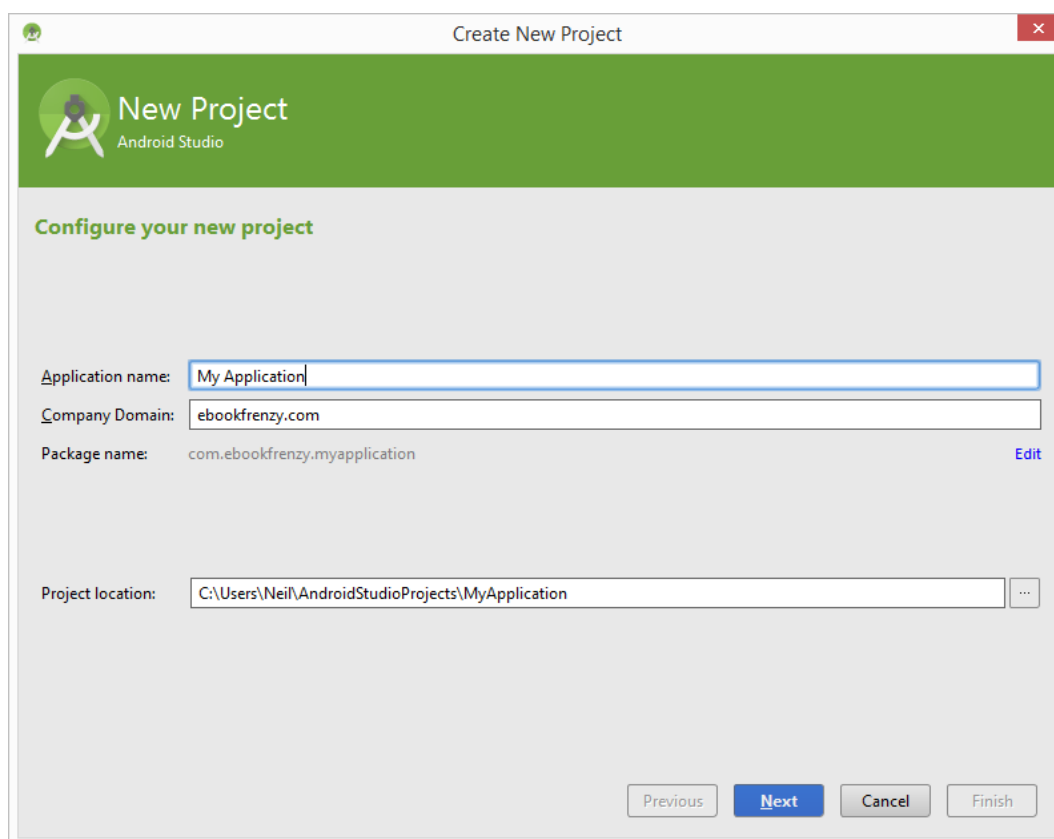 Create New Project
New Project
Android Studio
Configure your new project
Application name: My Application
Company Domain: ebookfrenzy.com
Package name: com.ebookfrenzy.myapplication Edit
Project location: C:\Users\Neil\AndroidStudioProjects\MyApplication ...
Previous Next Cancel Finish